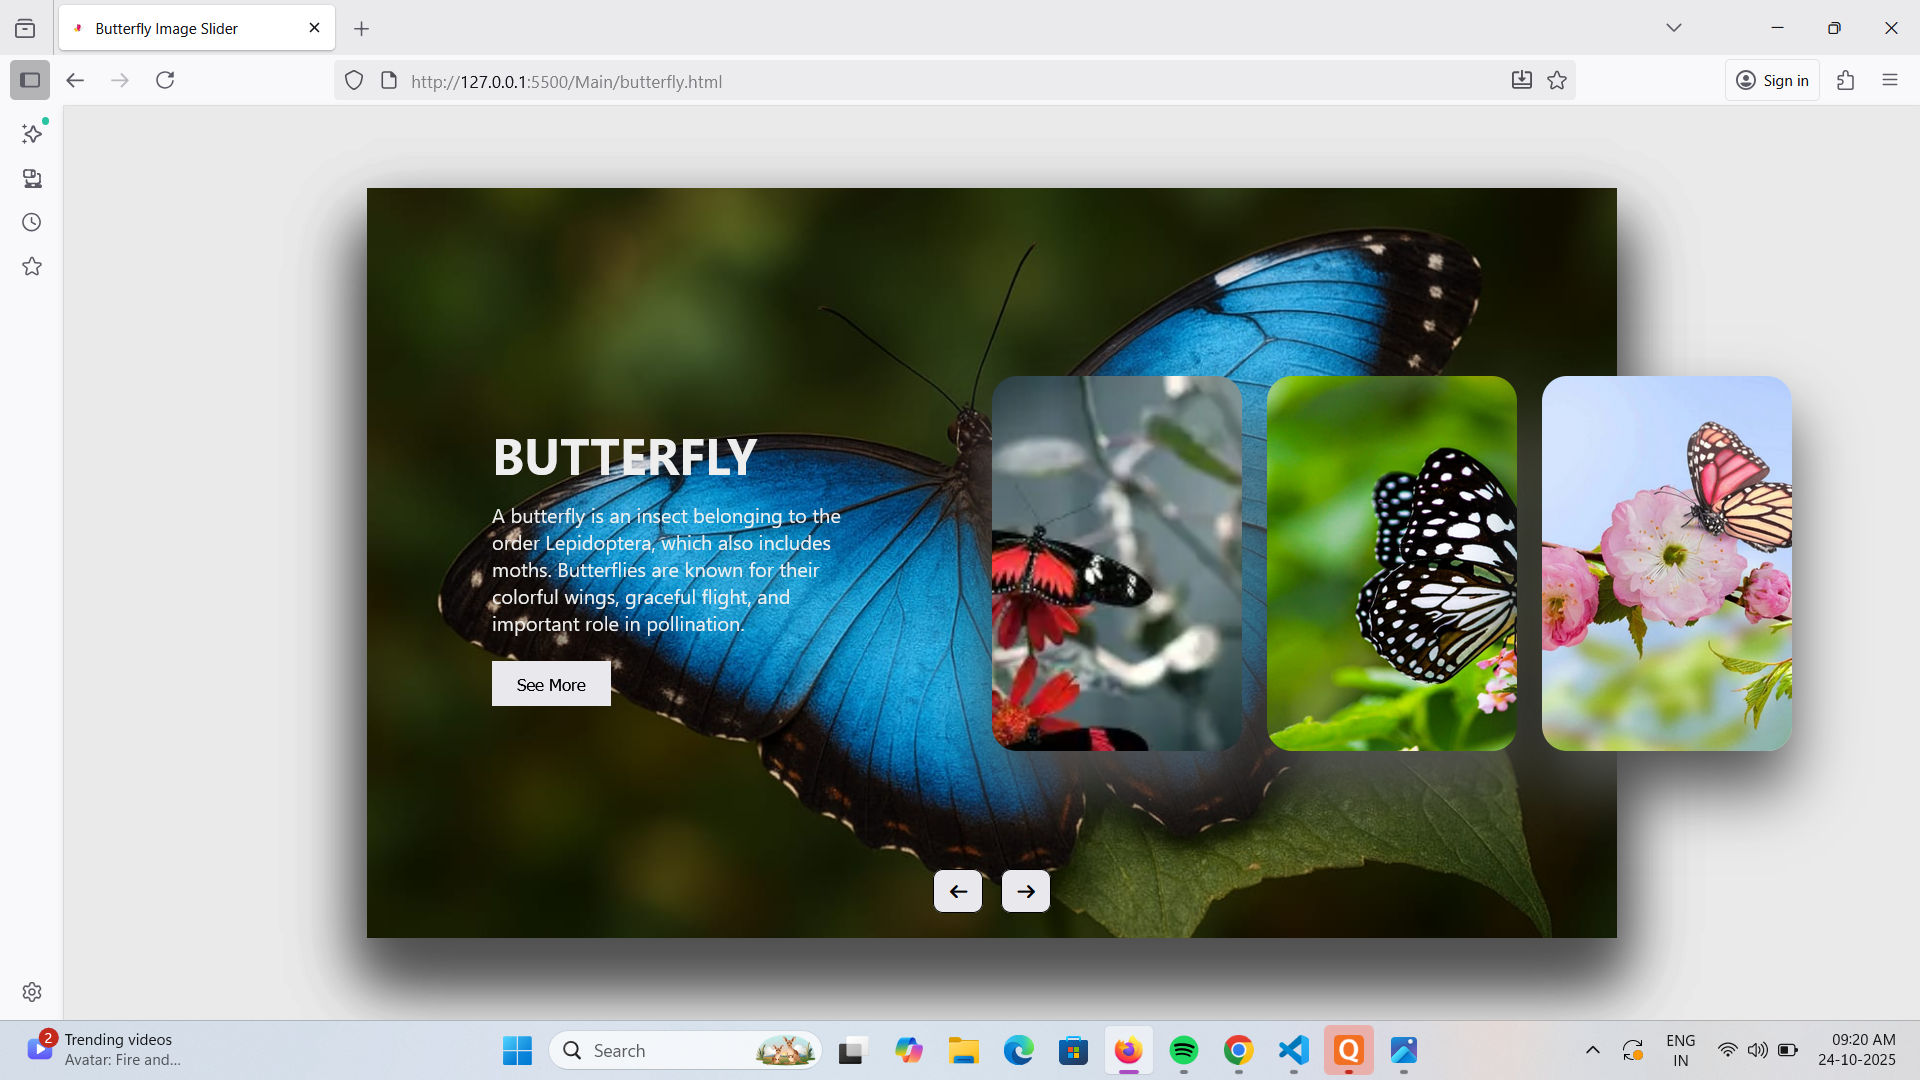 Butterfly Image Slider
http://127.0.0.1:5500/Main/butterfly.html
Sign in
BUTTERFLY
A butterfly is an insect belonging to the
order Lepidoptera, which also includes
moths. Butterflies are known for their
colorful wings, graceful flight, and
important role in pollination.
See More
2
Trending videos
Avatar: Fire and...
Search
Q
ENG
IN
09:20 AM
24-10-2025